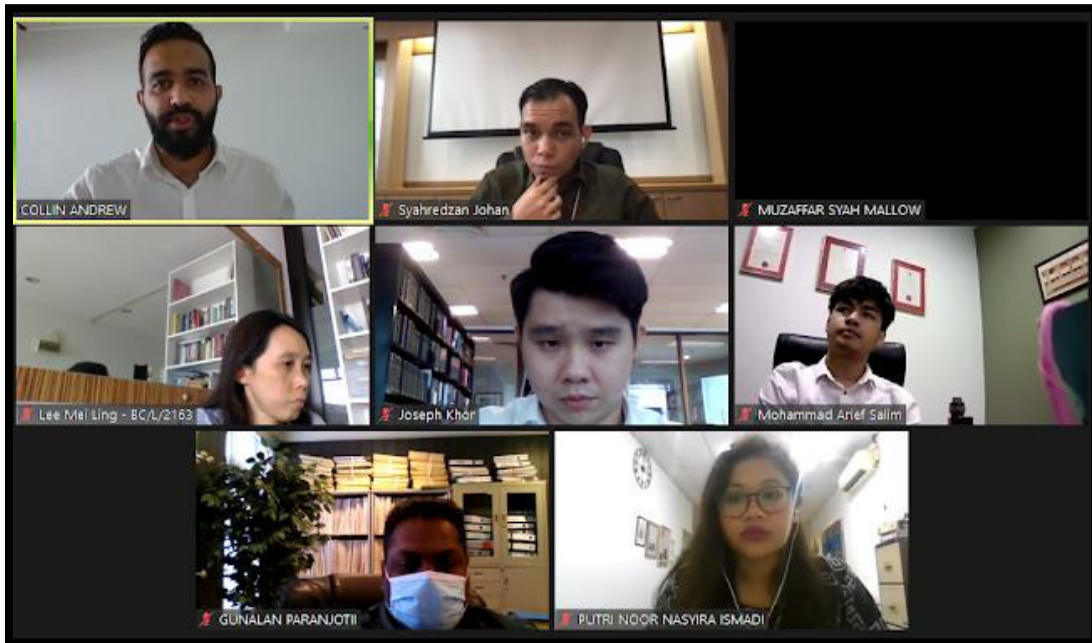 COLLIN ANDREW
Syahredzan Johan
MUZAFFAR SYAH MALLOW
Lee Mei Ling - BC/L/2163
Joseph Khor
Mohammad Arief Salim
GUNALAN PARANJOTII
PUTRI NOOR NASYIRA ISMADI